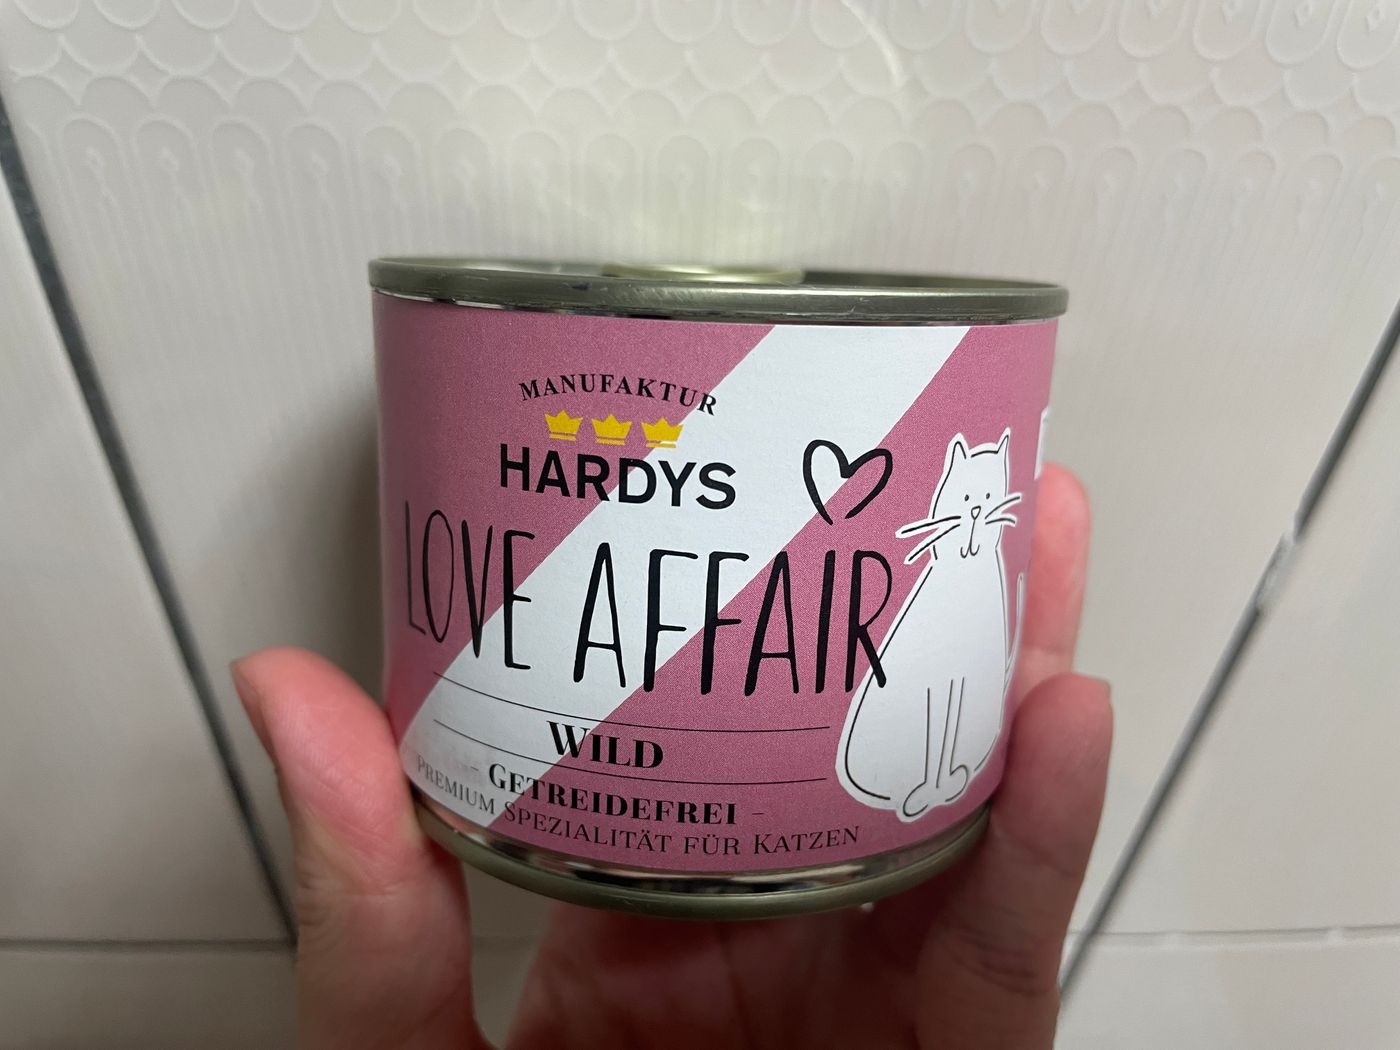 MANUFAKTUR
HARDYS
LOVE AFFAIR
WILD
- GETREIDEFREI -
PREMIUM SPEZIALITÄT FÜR KATZEN